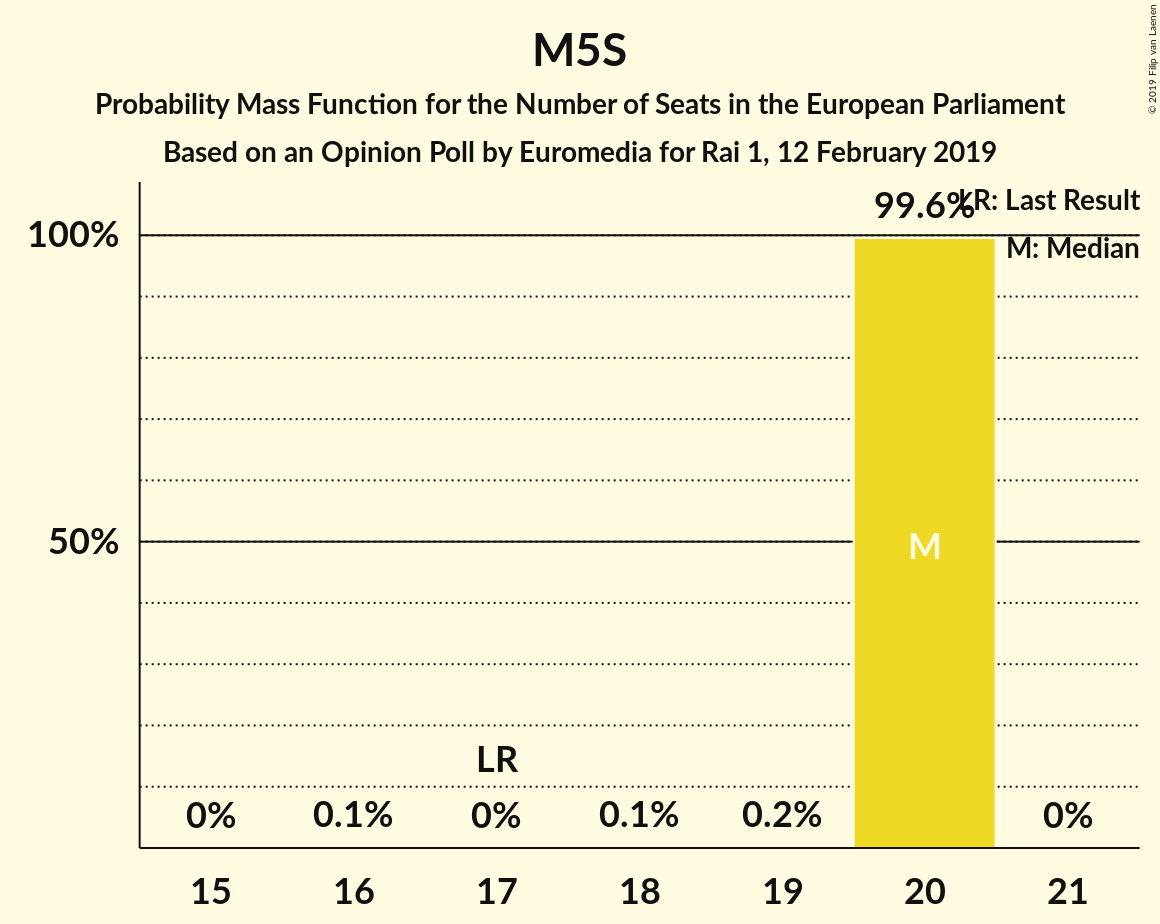 M5S
Probability Mass Function for the Number of Seats in the European Parliament
Based on an Opinion Poll by Euromedia for Rai 1, 12 February 2019
© 2019 Filip van Laenen
LR: Last Result
M: Median
99.6%
100%
50%
M
LR
0% 0.1% 0% 0.1% 0.2% 0%
15 16 17 18 19 20 21